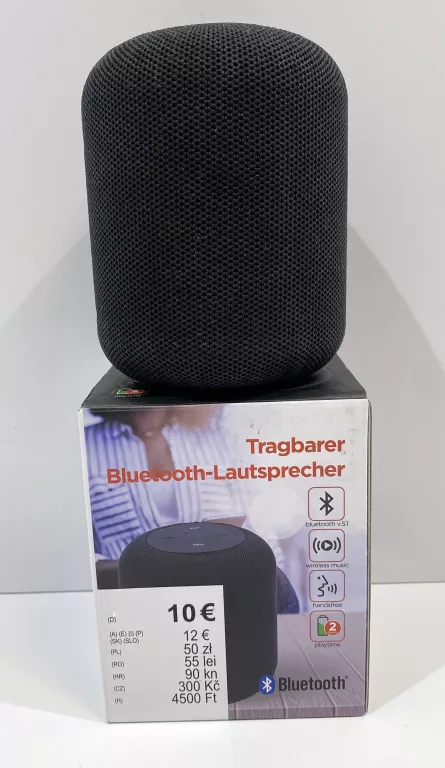 Tragbarer
Bluetooth-Lautsprecher
bluetooth v.5.1
wireless music
handsfree
2
playtime
(D) 10 €
(A) (E) (I) (P)
(SK) (SLO) 12 €
(PL) 50 zł
(RO) 55 lei
(HR) 90 kn
(CZ) 300 Kč
(H) 4500 Ft
Bluetooth®